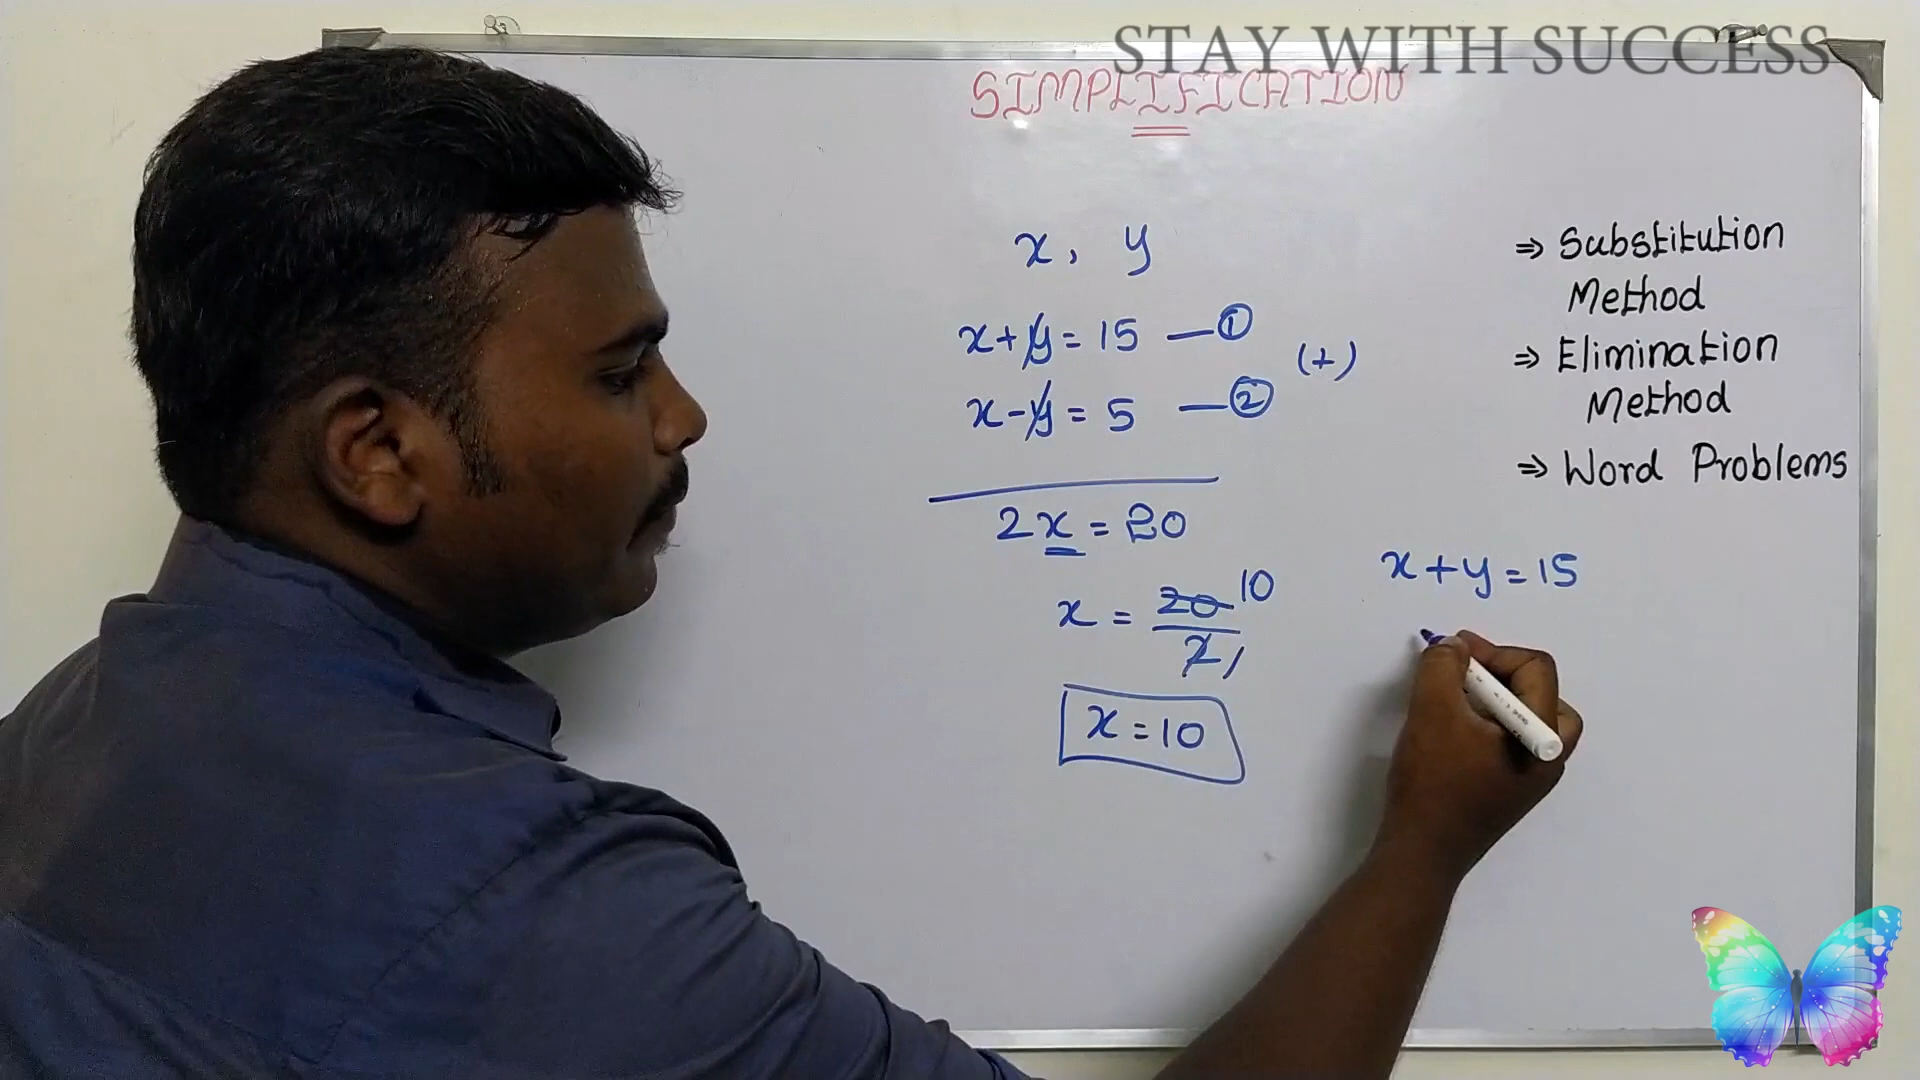 STAY WITH SUCCESS
SIMPLIFICATION
x, y
x+y=15 —①
(+)
x-y=5 —②
2x=20
x = 20/2 10 1
x=10
⇒ Substitution
Method
⇒ Elimination
Method
⇒ Word Problems
x+y=15